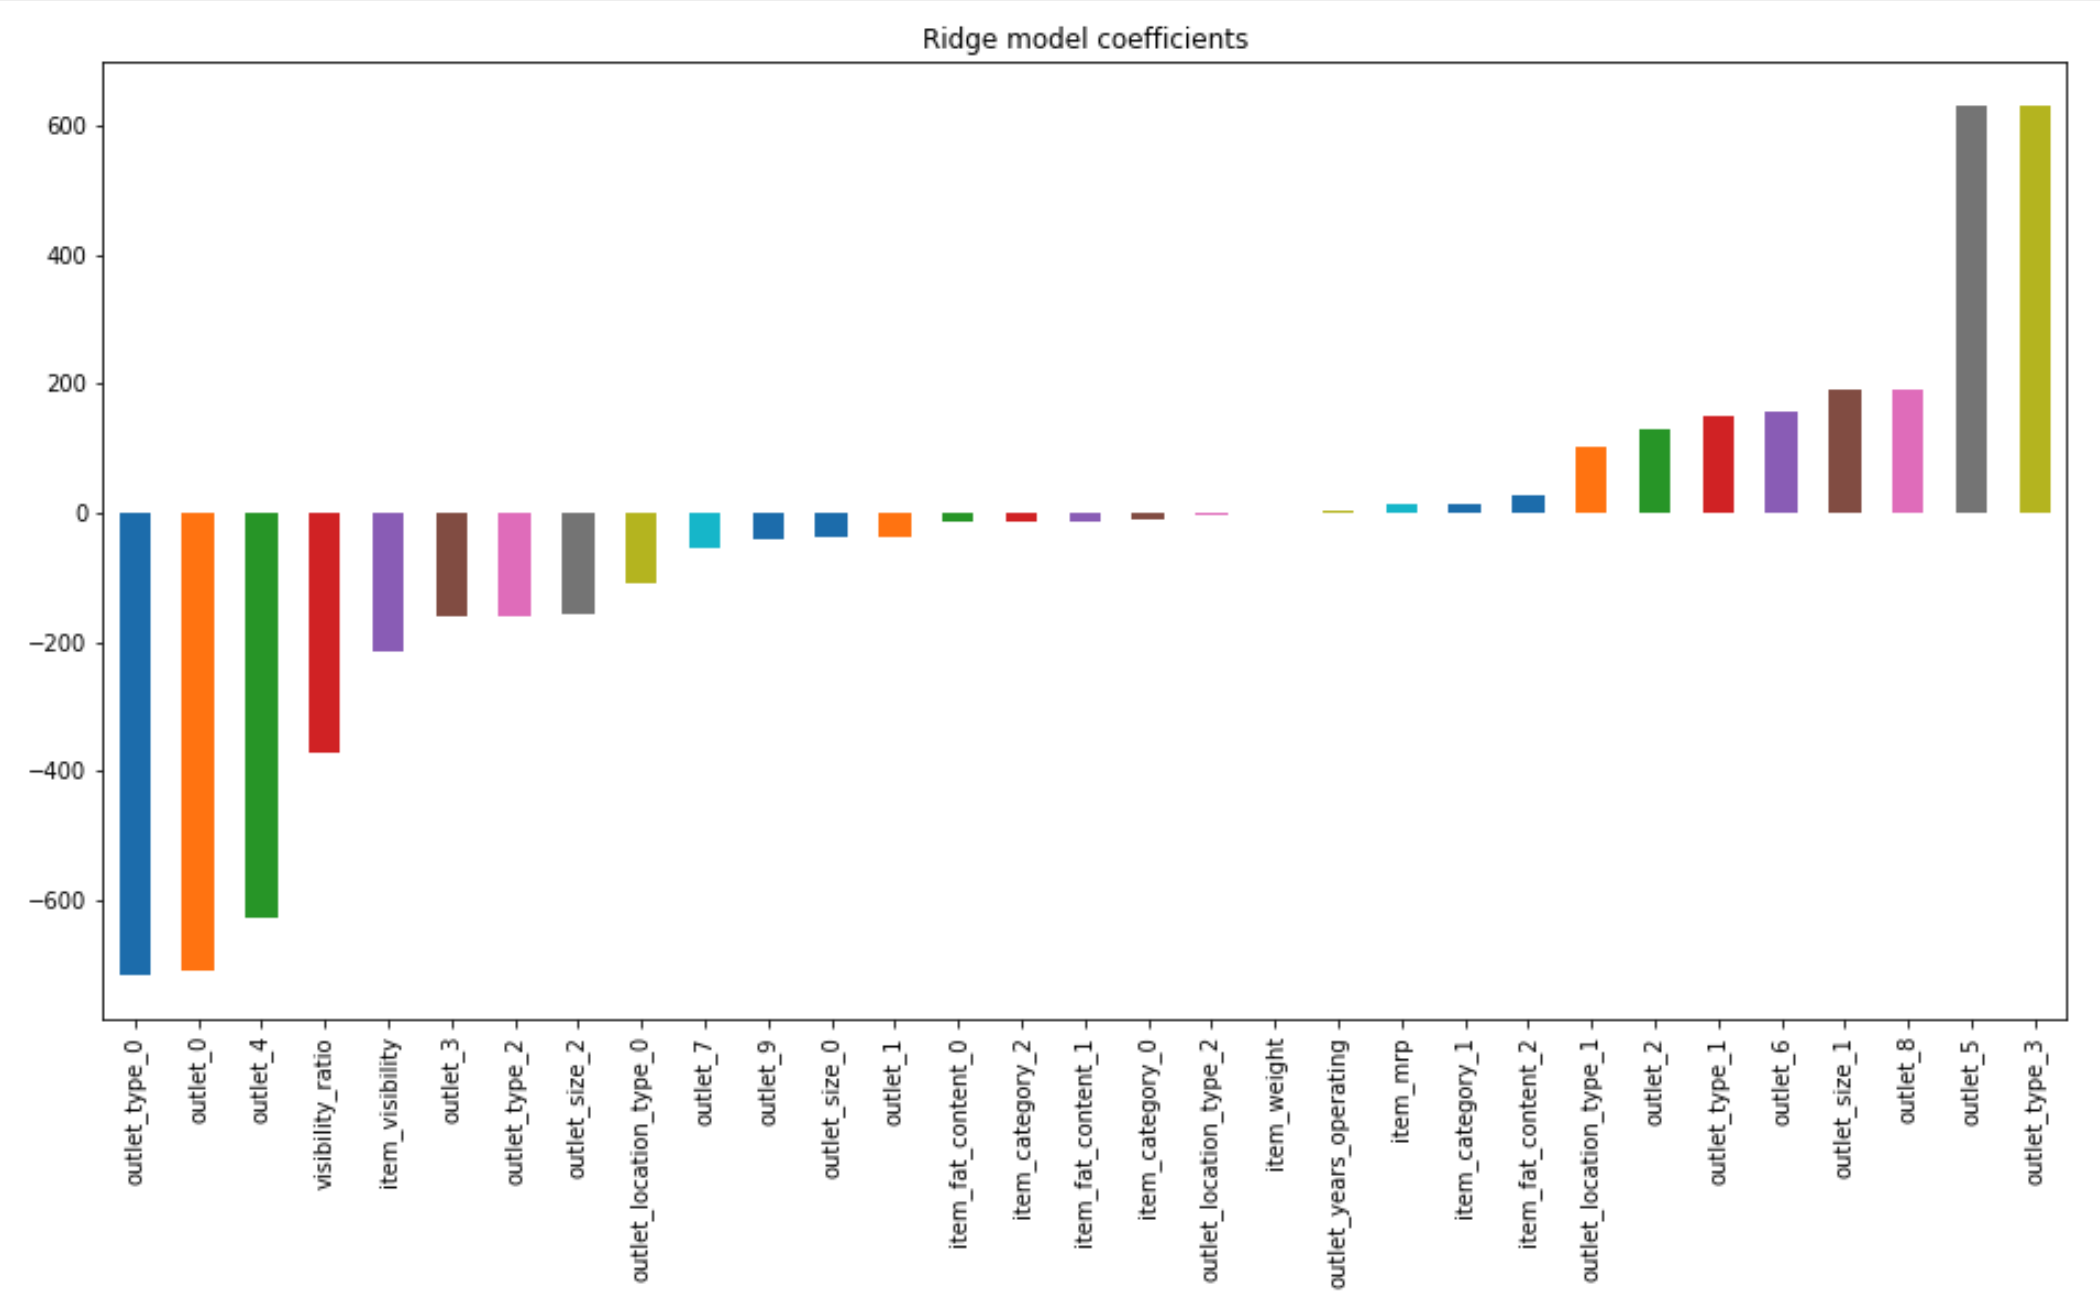 Ridge model coefficients
600
400
200
0
−200
−400
−600
outlet_type_0
outlet_0
outlet_4
visibility_ratio
item_visibility
outlet_3
outlet_type_2
outlet_size_2
outlet_location_type_0
outlet_7
outlet_9
outlet_size_0
outlet_1
item_fat_content_0
item_category_2
item_fat_content_1
item_category_0
outlet_location_type_2
item_weight
outlet_years_operating
item_mrp
item_category_1
item_fat_content_2
outlet_location_type_1
outlet_2
outlet_type_1
outlet_6
outlet_size_1
outlet_8
outlet_5
outlet_type_3